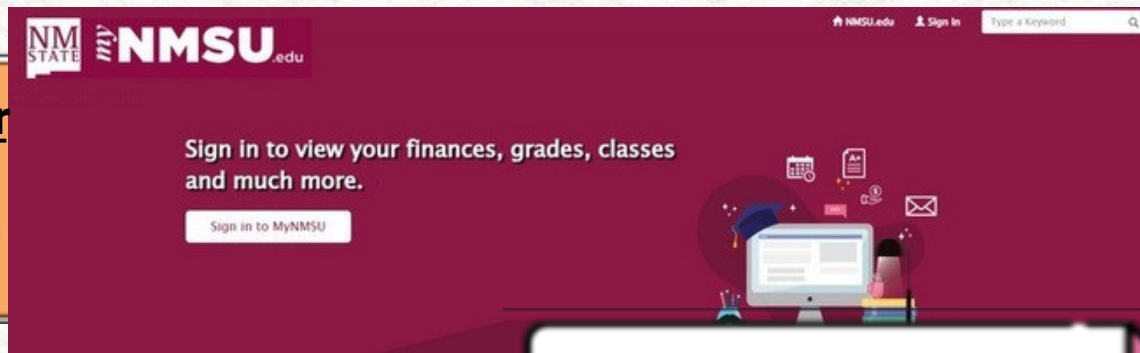 NM
STATE
my NMSU.edu
NMSU.edu
Sign In
Type a Keyword
r
Sign in to view your finances, grades, classes
and much more.
Sign in to MyNMSU
A+
$